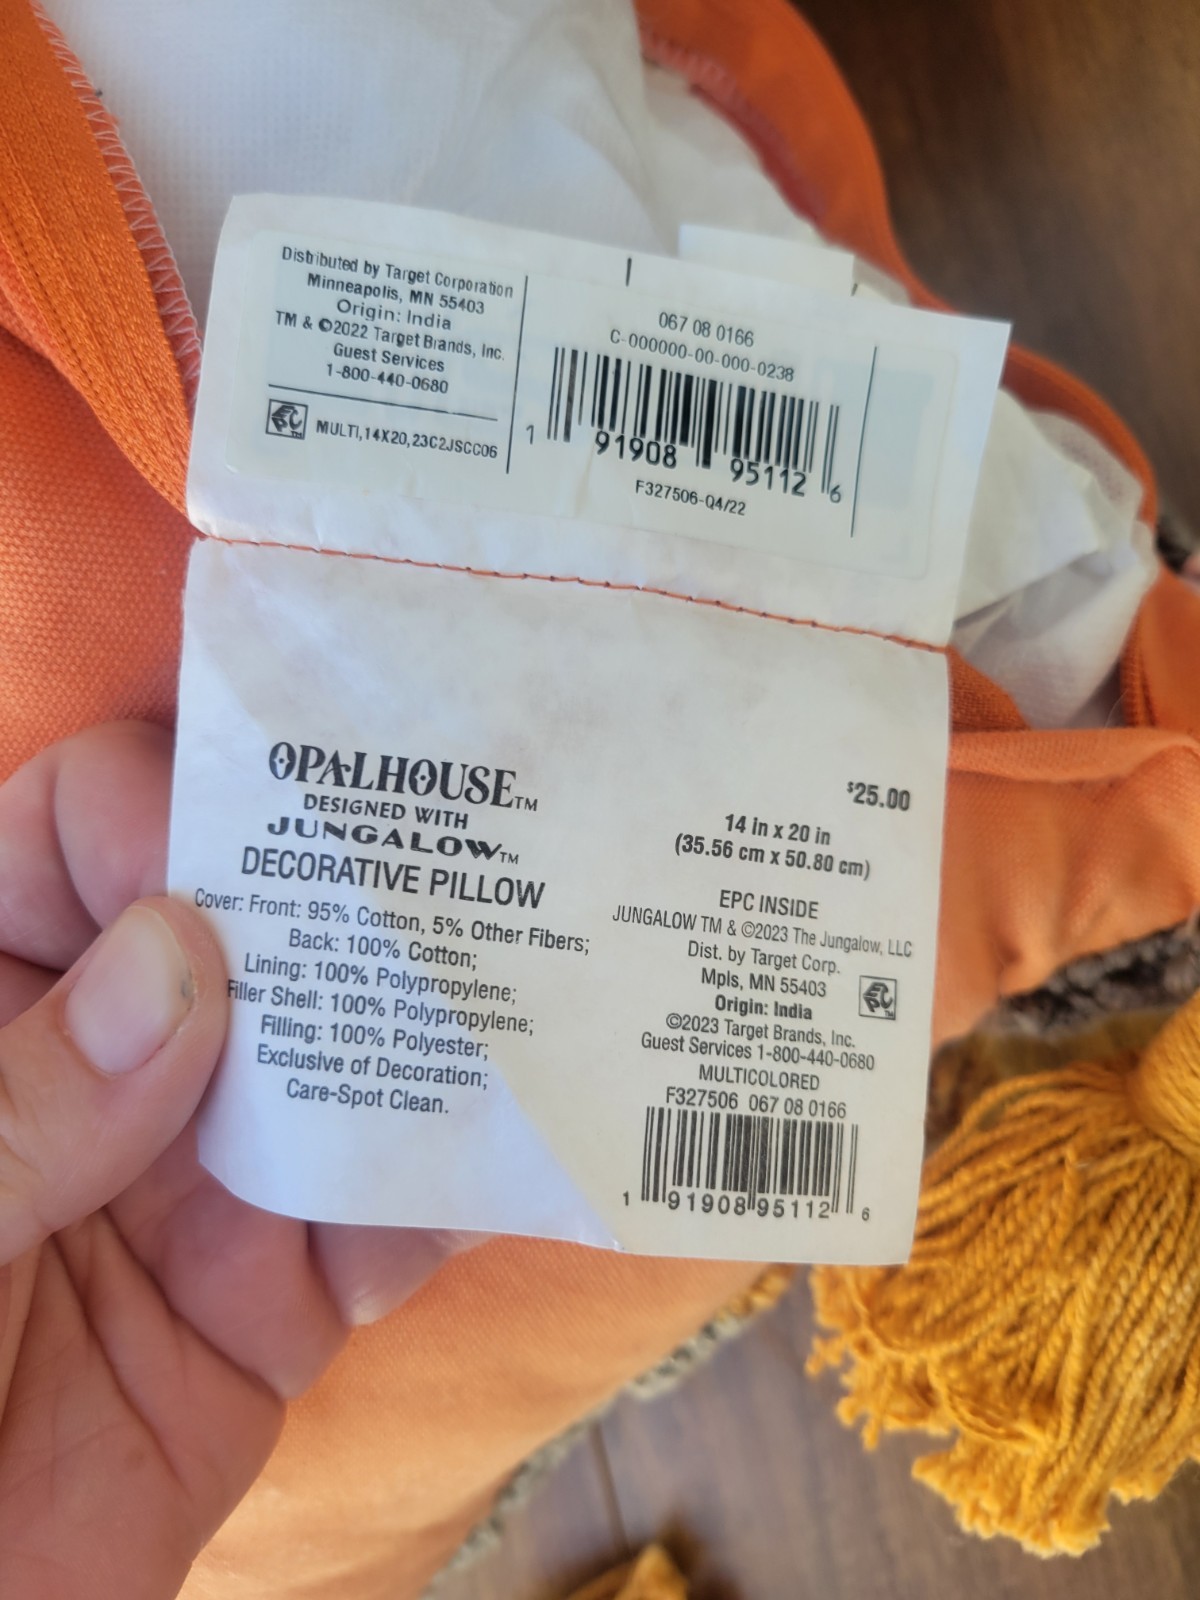 Distributed by Target Corporation
Minneapolis, MN 55403
Origin: India
TM & ©2022 Target Brands, Inc.
Guest Services
1-800-440-0680
EPC TM
MULTI,14X20,23C2JSCC06
067 08 0166
C-000000-00-000-0238
1 91908 95112 6
F327506-Q4/22
OPALHOUSE™
DESIGNED WITH
JUNGALOW™
DECORATIVE PILLOW
Cover: Front: 95% Cotton, 5% Other Fibers;
Back: 100% Cotton;
Lining: 100% Polypropylene;
Filler Shell: 100% Polypropylene;
Filling: 100% Polyester;
Exclusive of Decoration;
Care-Spot Clean.
$25.00
14 in x 20 in
(35.56 cm x 50.80 cm)
EPC INSIDE
JUNGALOW TM & ©2023 The Jungalow, LLC
Dist. by Target Corp.
Mpls, MN 55403
EPC TM
Origin: India
©2023 Target Brands, Inc.
Guest Services 1-800-440-0680
MULTICOLORED
F327506 067 08 0166
1 91908 95112 6